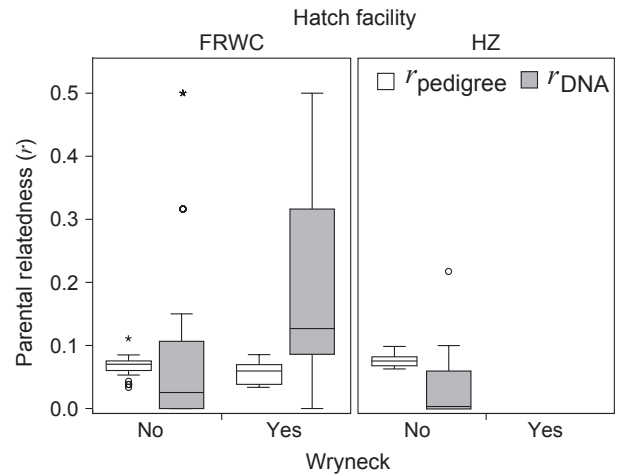 Hatch facility
FRWC HZ
r pedigree r DNA
0.5
0.4
0.3
0.2
0.1
0.0
Parental relatedness (r)
No Yes No Yes
Wryneck